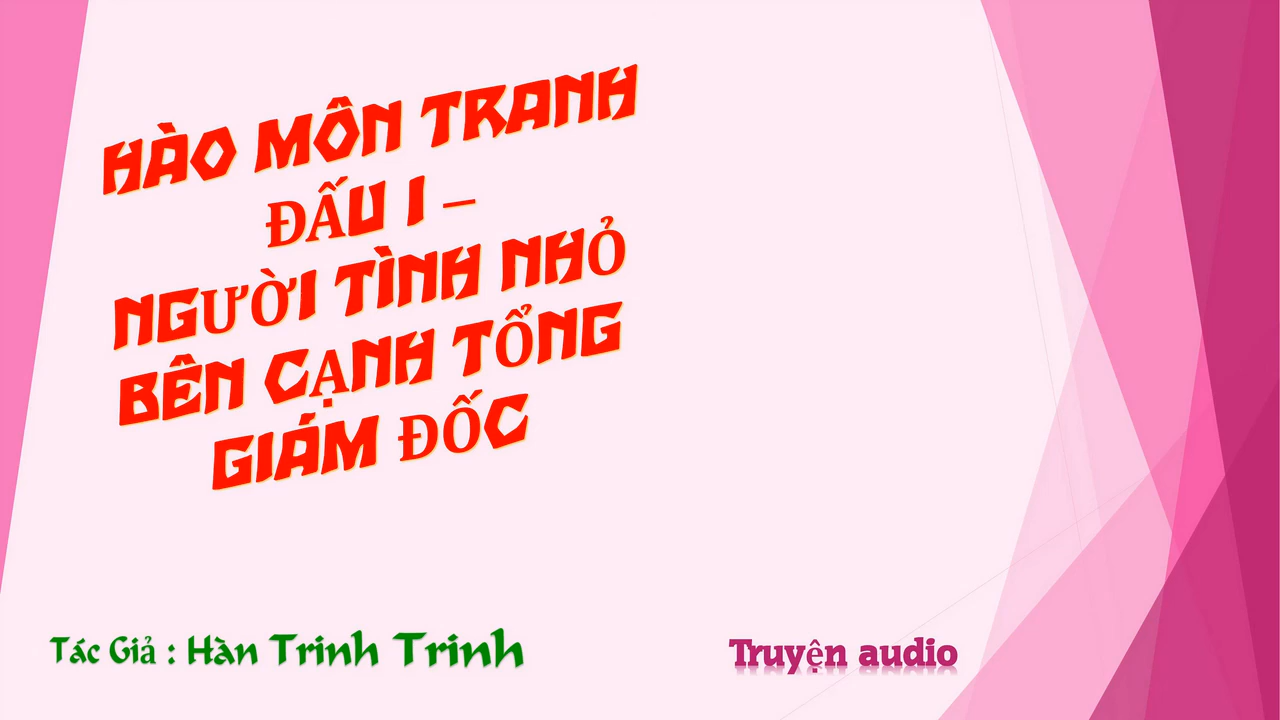 HÀO MÔN TRANH
ĐẤU I –
NGƯỜI TÌNH NHỎ
BÊN CẠNH TỔNG
GIÁM ĐỐC
Tác Giả : Hàn Trinh Trinh
Truyện audio